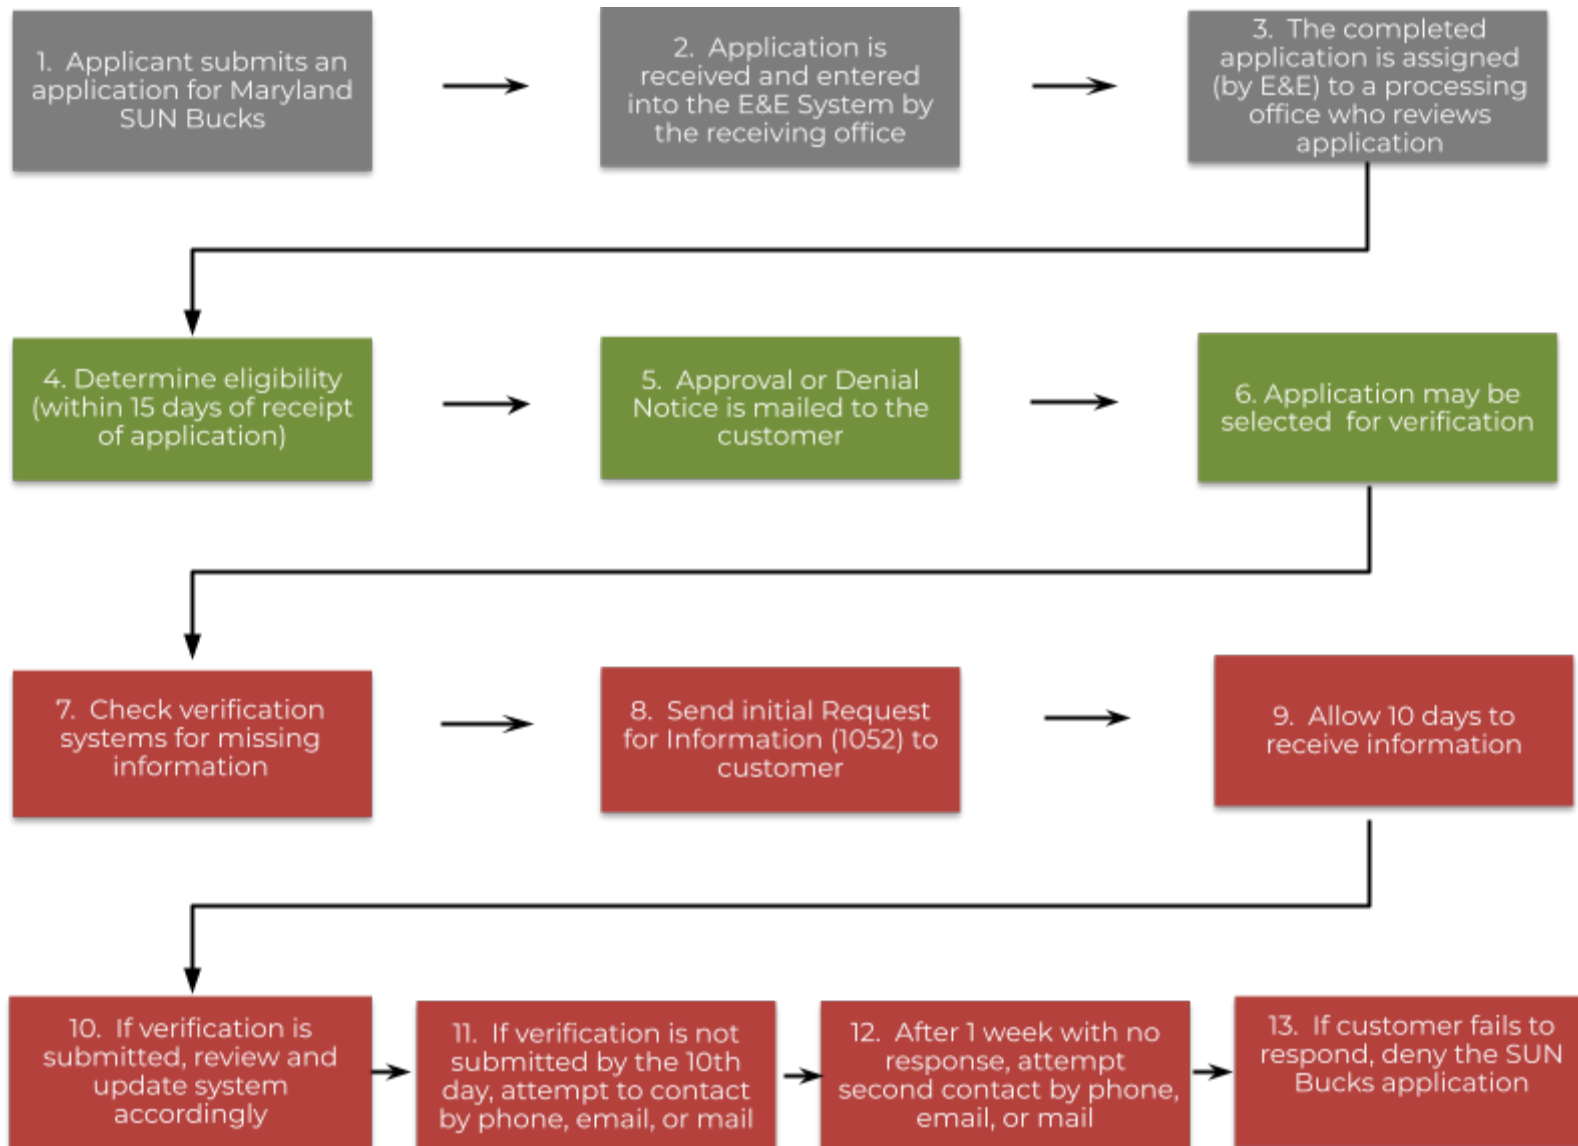 1. Applicant submits an
application for Maryland
SUN Bucks
2. Application is
received and entered
into the E&E System by
the receiving office
3. The completed
application is assigned
(by E&E) to a processing
office who reviews
application
4. Determine eligibility
(within 15 days of receipt
of application)
5. Approval or Denial
Notice is mailed to the
customer
6. Application may be
selected for verification
7. Check verification
systems for missing
information
8. Send initial Request
for Information (1052) to
customer
9. Allow 10 days to
receive information
10. If verification is
submitted, review and
update system
accordingly
11. If verification is not
submitted by the 10th
day, attempt to contact
by phone, email, or mail
12. After 1 week with no
response, attempt
second contact by phone,
email, or mail
13. If customer fails to
respond, deny the SUN
Bucks application